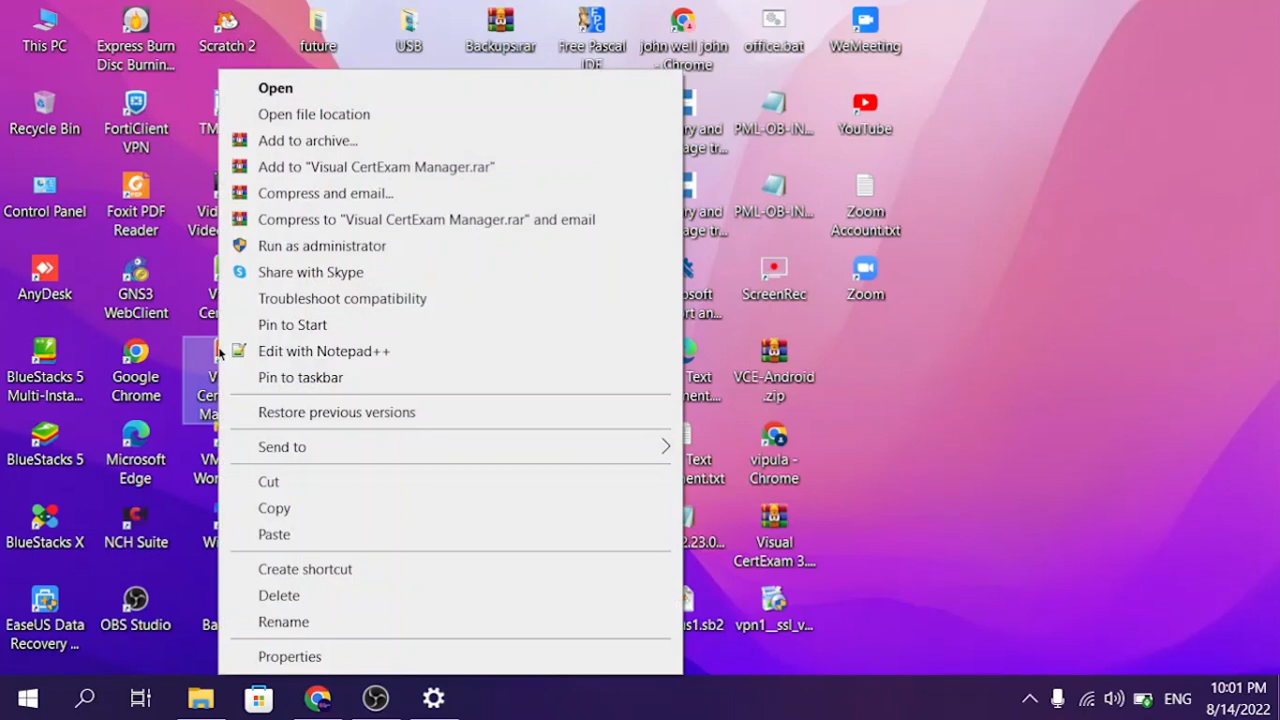 This PC
Express Burn
Disc Burnin...
Scratch 2
future
USB
Backups.rar
Free Pascal
IDE
john well john
- Chrome
office.bat
WeMeeting
Recycle Bin
FortiClient
VPN
PML-OB-IN...
YouTube
Control Panel
Foxit PDF
Reader
PML-OB-IN...
Zoom
Account.txt
AnyDesk
GNS3
WebClient
ScreenRec
Zoom
BlueStacks 5
Multi-Insta...
Google
Chrome
Text
VCE-Android
.zip
BlueStacks 5
Microsoft
Edge
Text
vipula -
Chrome
BlueStacks X
NCH Suite
Visual
CertExam 3....
EaseUS Data
Recovery ...
OBS Studio
vpn1__ssl_v...
Open
Open file location
Add to archive...
Add to "Visual CertExam Manager.rar"
Compress and email...
Compress to "Visual CertExam Manager.rar" and email
Run as administrator
Share with Skype
Troubleshoot compatibility
Pin to Start
Edit with Notepad++
Pin to taskbar
Restore previous versions
Send to
Cut
Copy
Paste
Create shortcut
Delete
Rename
Properties
ENG
10:01 PM
8/14/2022